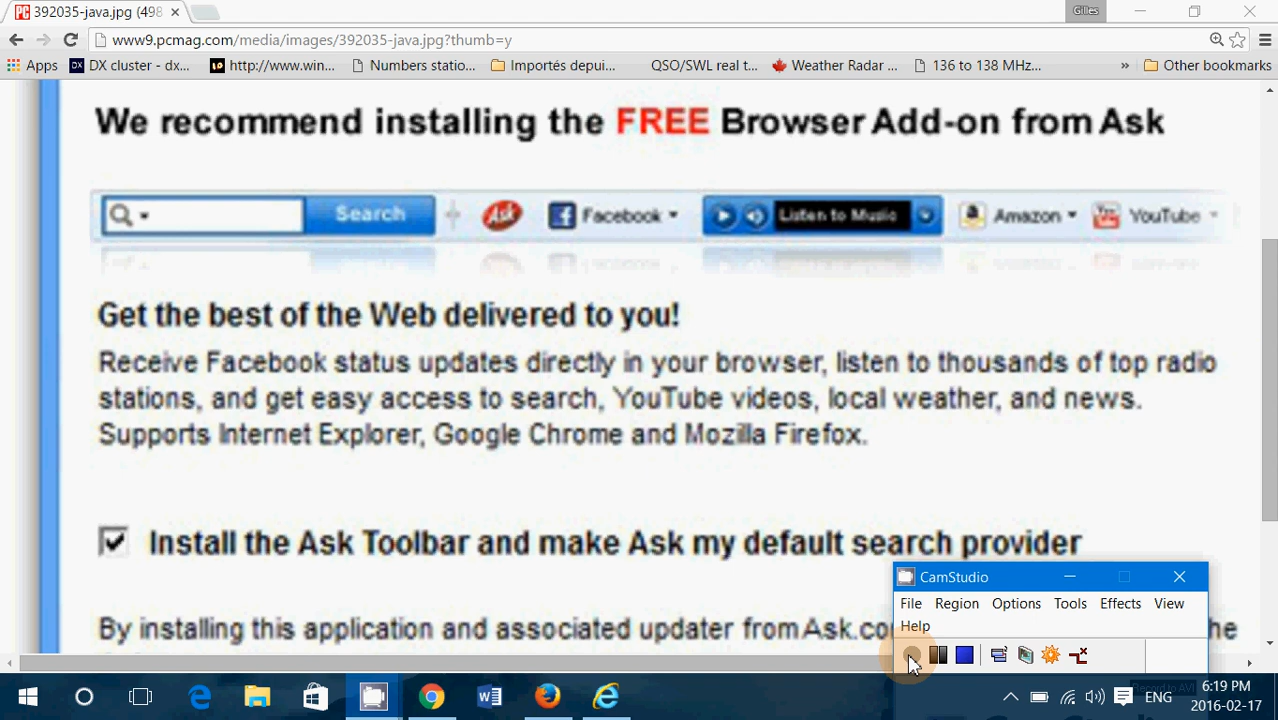 392035-java.jpg (498
Gilles
www9.pcmag.com/media/images/392035-java.jpg?thumb=y
Apps DX cluster - dx... http://www.win... Numbers statio... Importés depui... QSO/SWL real t... Weather Radar ... 136 to 138 MHz... » Other bookmarks
We recommend installing the FREE Browser Add-on from Ask
Search Ask Facebook Listen to Music Amazon YouTube
Get the best of the Web delivered to you!
Receive Facebook status updates directly in your browser, listen to thousands of top radio
stations, and get easy access to search, YouTube videos, local weather, and news.
Supports Internet Explorer, Google Chrome and Mozilla Firefox.
Install the Ask Toolbar and make Ask my default search provider
CamStudio
File Region Options Tools Effects View
Help
By installing this application and associated updater from Ask.co he
ENG
6:19 PM
2016-02-17